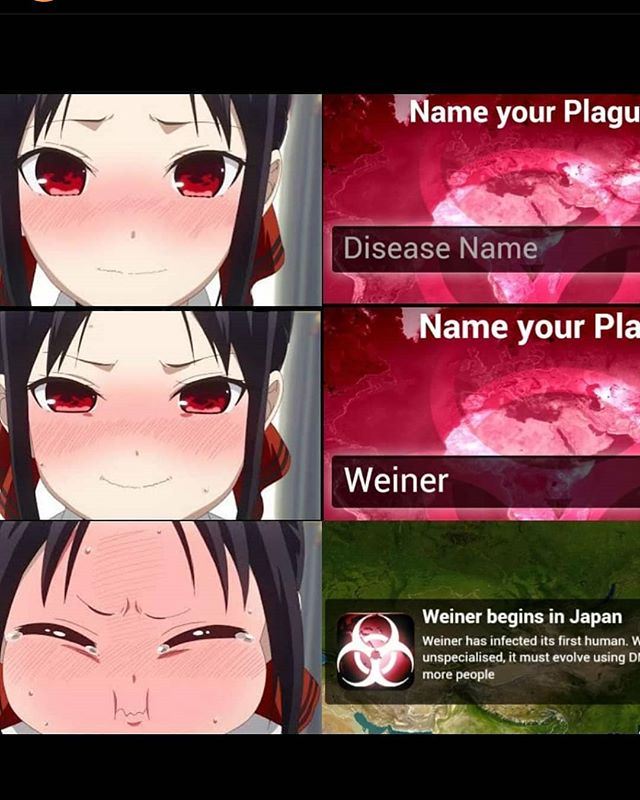 Name your Plagu
Disease Name
Name your Pla
Weiner
Weiner begins in Japan
Weiner has infected its first human. W
unspecialised, it must evolve using D
more people